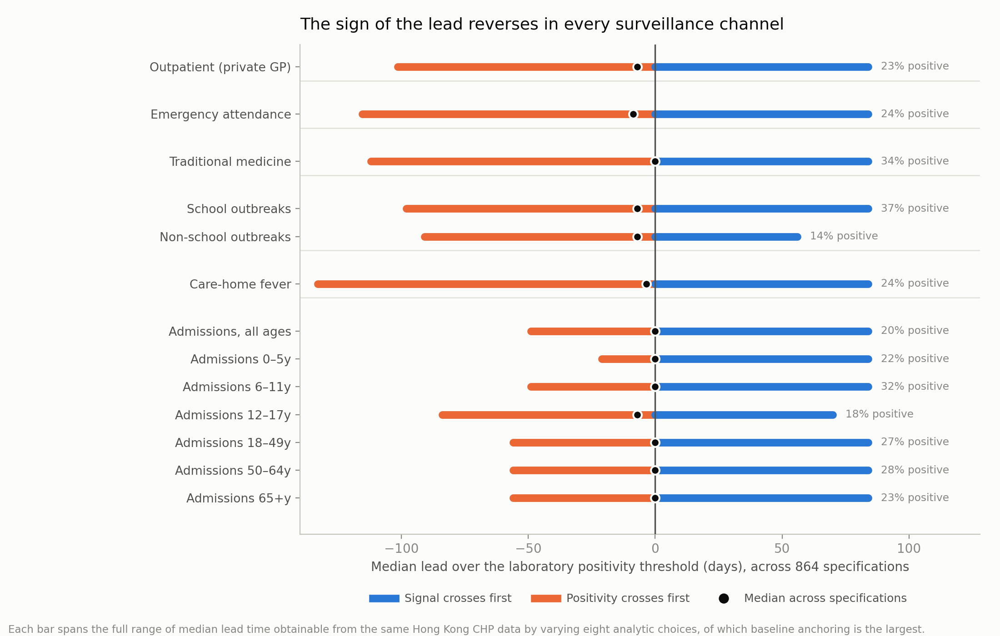 The sign of the lead reverses in every surveillance channel
Outpatient (private GP) 23% positive
Emergency attendance 24% positive
Traditional medicine 34% positive
School outbreaks 37% positive
Non-school outbreaks 14% positive
Care-home fever 24% positive
Admissions, all ages 20% positive
Admissions 0–5y 22% positive
Admissions 6–11y 32% positive
Admissions 12–17y 18% positive
Admissions 18–49y 27% positive
Admissions 50–64y 28% positive
Admissions 65+y 23% positive
−100 −50 0 50 100
Median lead over the laboratory positivity threshold (days), across 864 specifications
Signal crosses first Positivity crosses first Median across specifications
Each bar spans the full range of median lead time obtainable from the same Hong Kong CHP data by varying eight analytic choices, of which baseline anchoring is the largest.